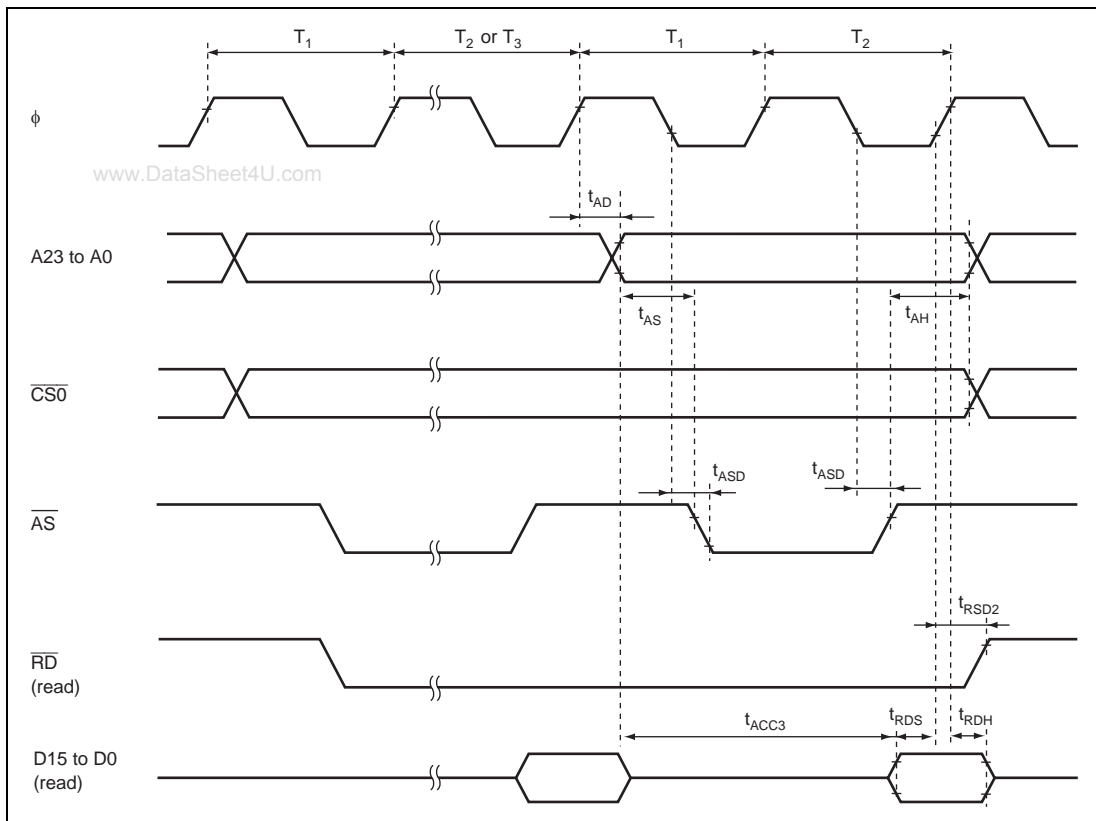 T1 T2 or T3 T1 T2
ϕ
www.DataSheet4U.com
tAD
A23 to A0
tAS tAH
CS0
tASD tASD
AS
tRSD2
RD
(read)
tACC3 tRDS tRDH
D15 to D0
(read)